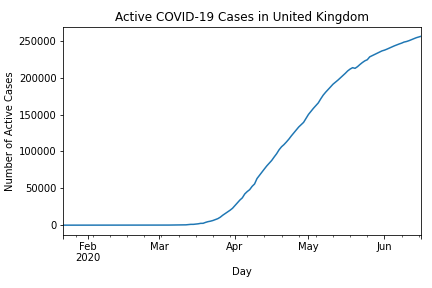 Active COVID-19 Cases in United Kingdom
250000
200000
150000
100000
50000
0
Number of Active Cases
Feb
2020
Mar
Apr
May
Jun
Day